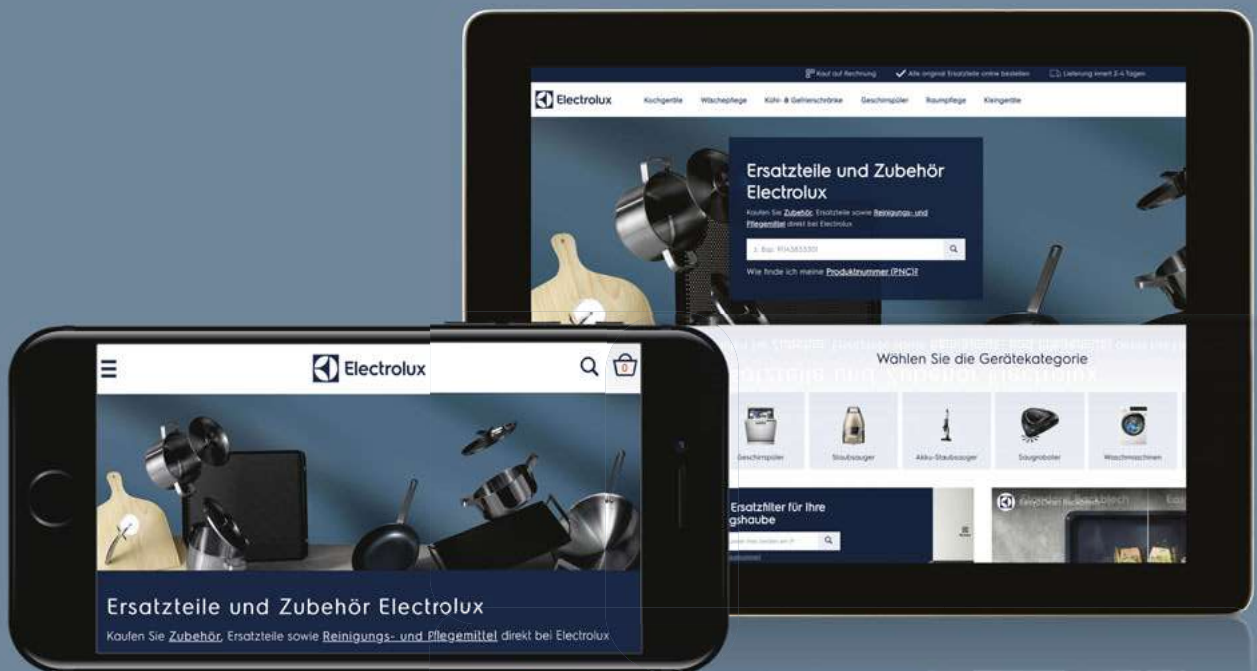 Kauf auf Rechnung
Alle original Ersatzteile online bestellen
Lieferung innert 2-4 Tagen
Electrolux
Kochgeräte
Wäschepflege
Kühl- & Gefrierschränke
Geschirrspüler
Raumpflege
Kleingeräte
Ersatzteile und Zubehör
Electrolux
Kaufen Sie Zubehör, Ersatzteile sowie Reinigungs- und
Pflegemittel direkt bei Electrolux
Wie finde ich meine Produktnummer (PNC)?
Wählen Sie die Gerätekategorie
Geschirrspüler
Staubsauger
Akku-Staubsauger
Saugroboter
Waschmaschinen
Ersatzfilter für Ihre
gshaube
Electrolux
0
Ersatzteile und Zubehör Electrolux
Kaufen Sie Zubehör, Ersatzteile sowie Reinigungs- und Pflegemittel direkt bei Electrolux